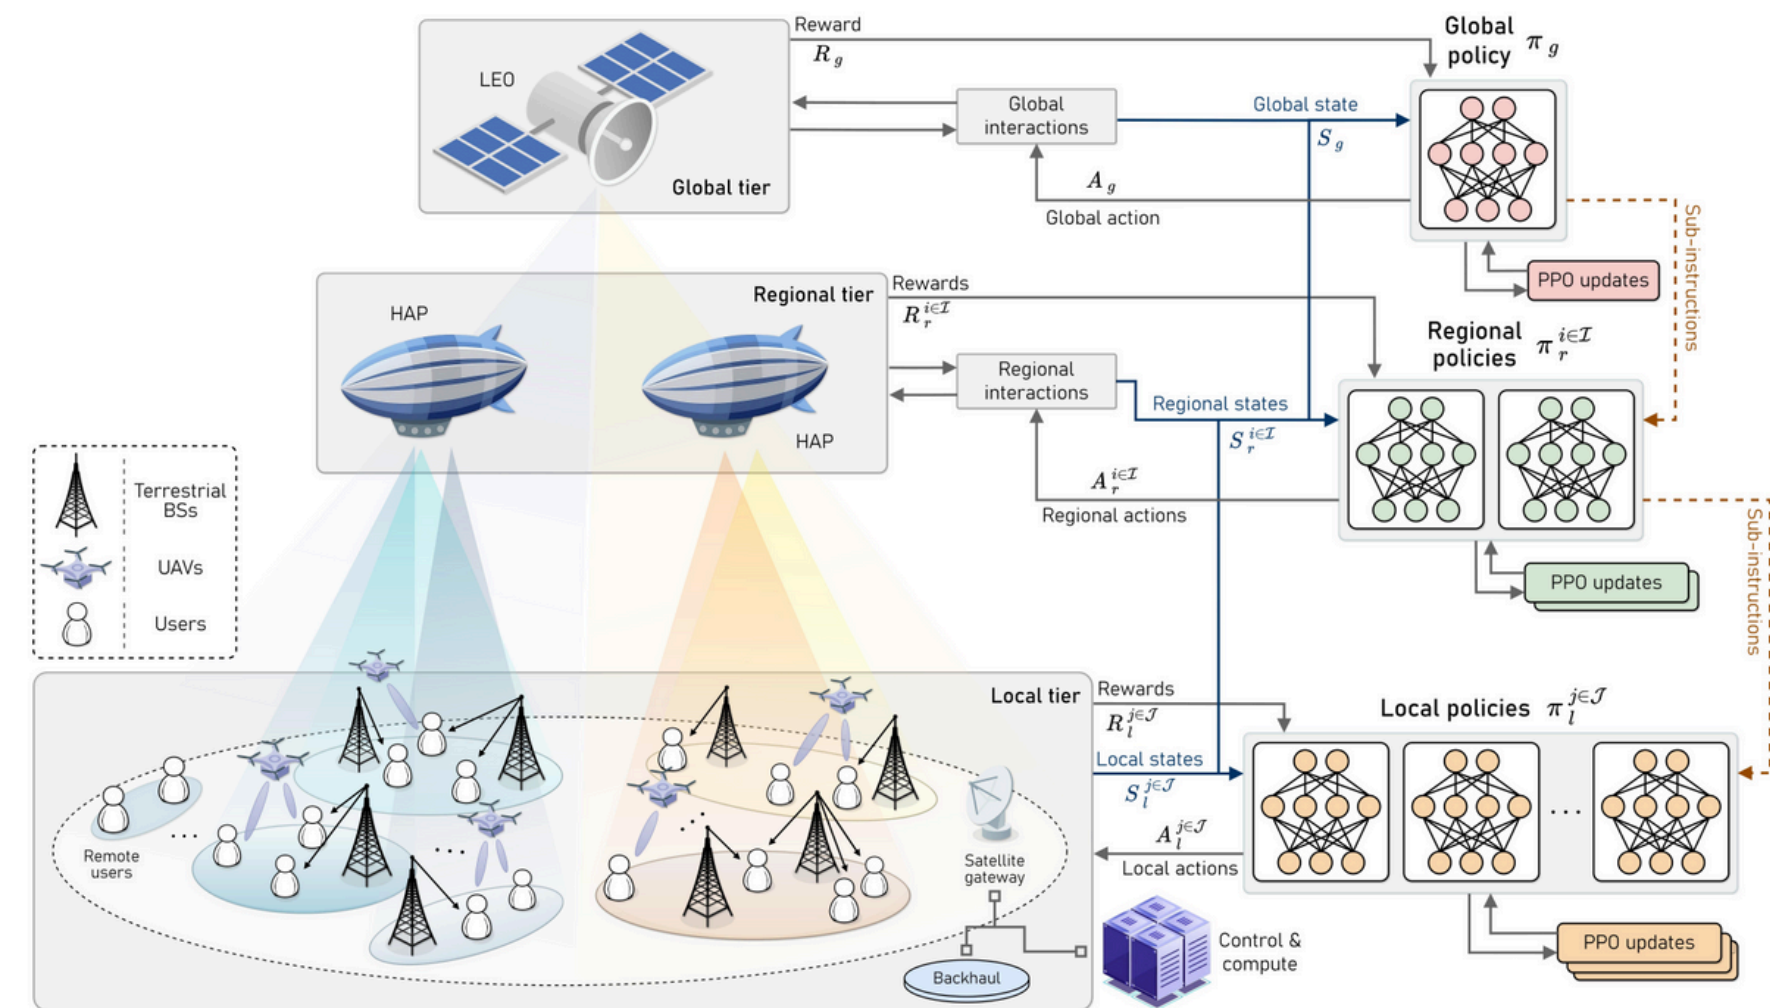 Reward
R_g
LEO
Global tier
Global
interactions
Global state
S_g
A_g
Global action
Global
policy π_g
PPO updates
Sub-instructions
Regional tier
HAP
HAP
Rewards
R_r^{i∈ℐ}
Regional
interactions
Regional states
S_r^{i∈ℐ}
A_r^{i∈ℐ}
Regional actions
Regional
policies π_r^{i∈ℐ}
PPO updates
Sub-instructions
Terrestrial
BSs
UAVs
Users
Local tier
Remote
users
...
...
...
Satellite
gateway
Backhaul
Control &
compute
Rewards
R_l^{j∈𝒥}
Local states
S_l^{j∈𝒥}
A_l^{j∈𝒥}
Local actions
Local policies π_l^{j∈𝒥}
...
PPO updates